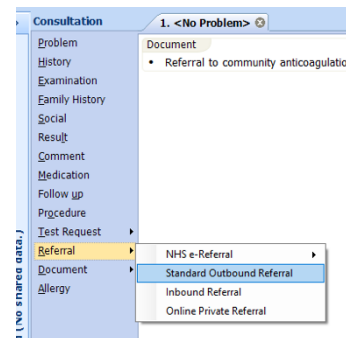 Consultation
1. <No Problem>
Problem
Document
History
• Referral to community anticoagulatio
Examination
Family History
Social
Result
Comment
Medication
Follow up
Procedure
Test Request
Referral
NHS e-Referral
Document
Standard Outbound Referral
Allergy
Inbound Referral
Online Private Referral
(No shared data.)